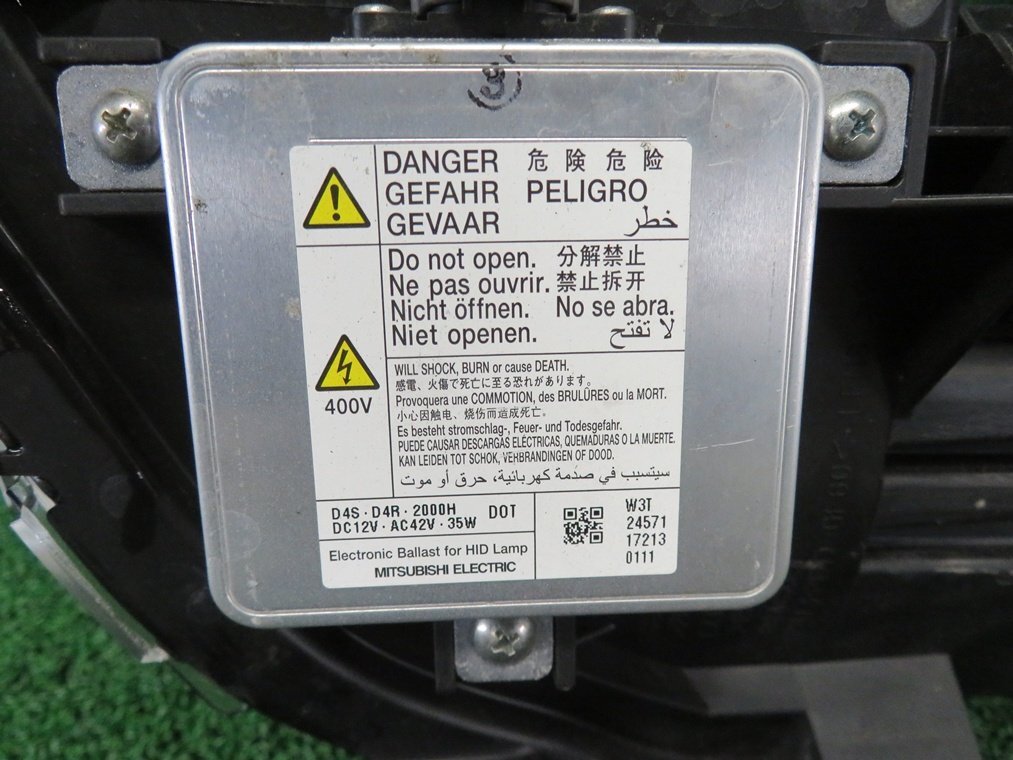 DANGER 危険 危险
GEFAHR PELIGRO
GEVAAR خطر
Do not open. 分解禁止
Ne pas ouvrir. 禁止拆开
Nicht öffnen. No se abra.
Niet openen. لا تفتح
400V
WILL SHOCK, BURN or cause DEATH.
感電、火傷で死亡に至る恐れがあります。
Provoquera une COMMOTION, des BRULÛRES ou la MORT.
小心因触电、烧伤而造成死亡。
Es besteht stromschlag-, Feuer- und Todesgefahr.
PUEDE CAUSAR DESCARGAS ELÉCTRICAS, QUEMADURAS O LA MUERTE.
KAN LEIDEN TOT SCHOK, VERBRANDINGEN OF DOOD.
سيتسبب في صدمة كهربائية، حرق أو موت
D4S・D4R・2000H DOT
DC12V・AC42V・35W
Electronic Ballast for HID Lamp
MITSUBISHI ELECTRIC
W3T
24571
17213
0111